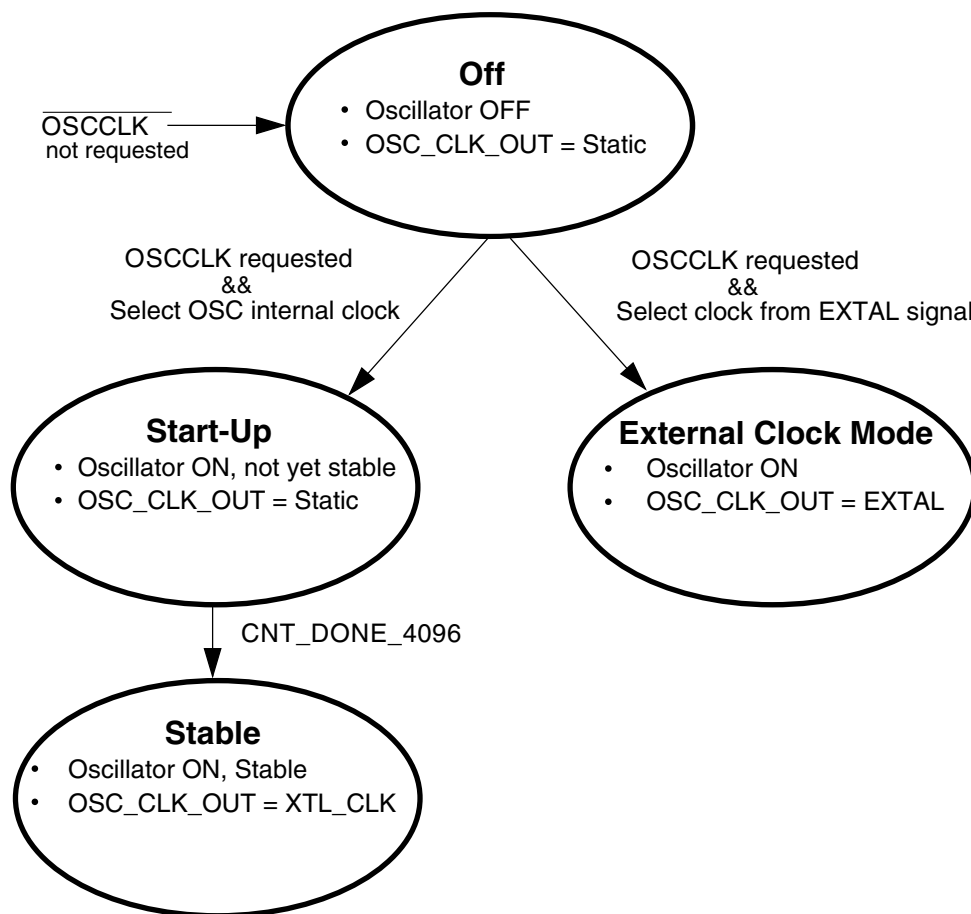 Off
• Oscillator OFF
• OSC_CLK_OUT = Static
OSCCLK
not requested
OSCCLK requested
&&
Select OSC internal clock
OSCCLK requested
&&
Select clock from EXTAL signal
Start-Up
• Oscillator ON, not yet stable
• OSC_CLK_OUT = Static
External Clock Mode
• Oscillator ON
• OSC_CLK_OUT = EXTAL
CNT_DONE_4096
Stable
• Oscillator ON, Stable
• OSC_CLK_OUT = XTL_CLK